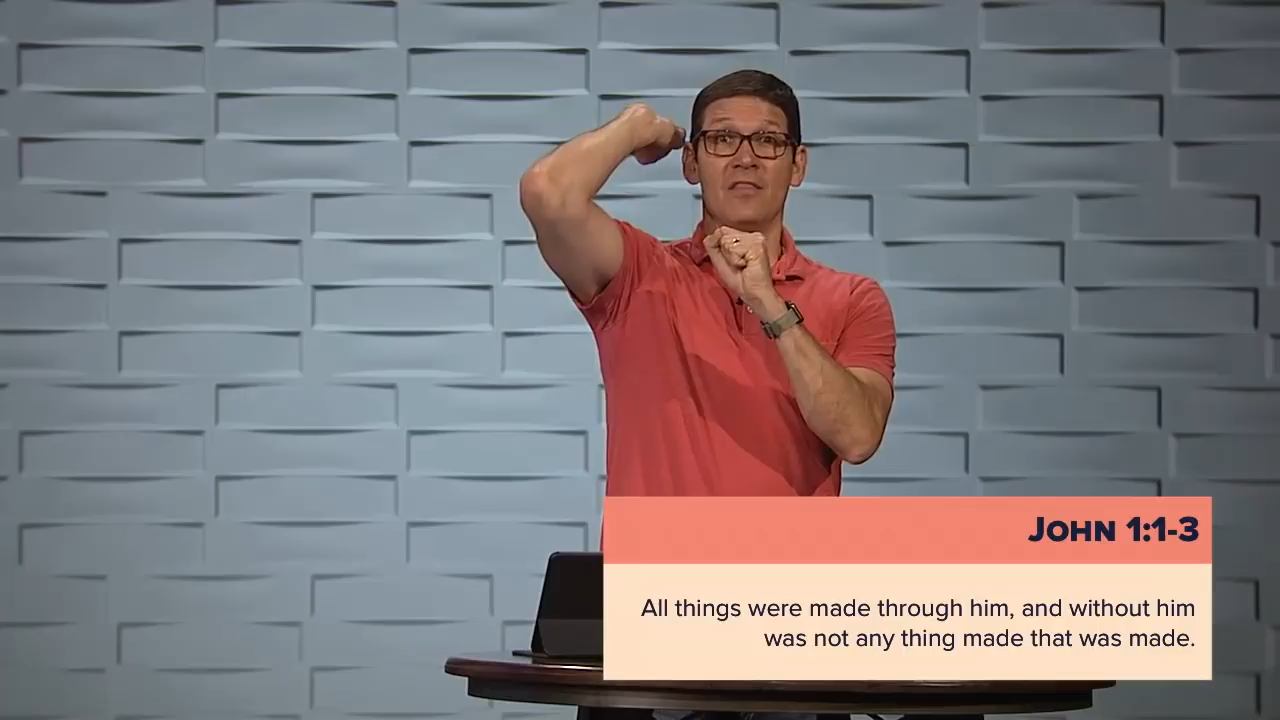 John 1:1-3
All things were made through him, and without him
was not any thing made that was made.